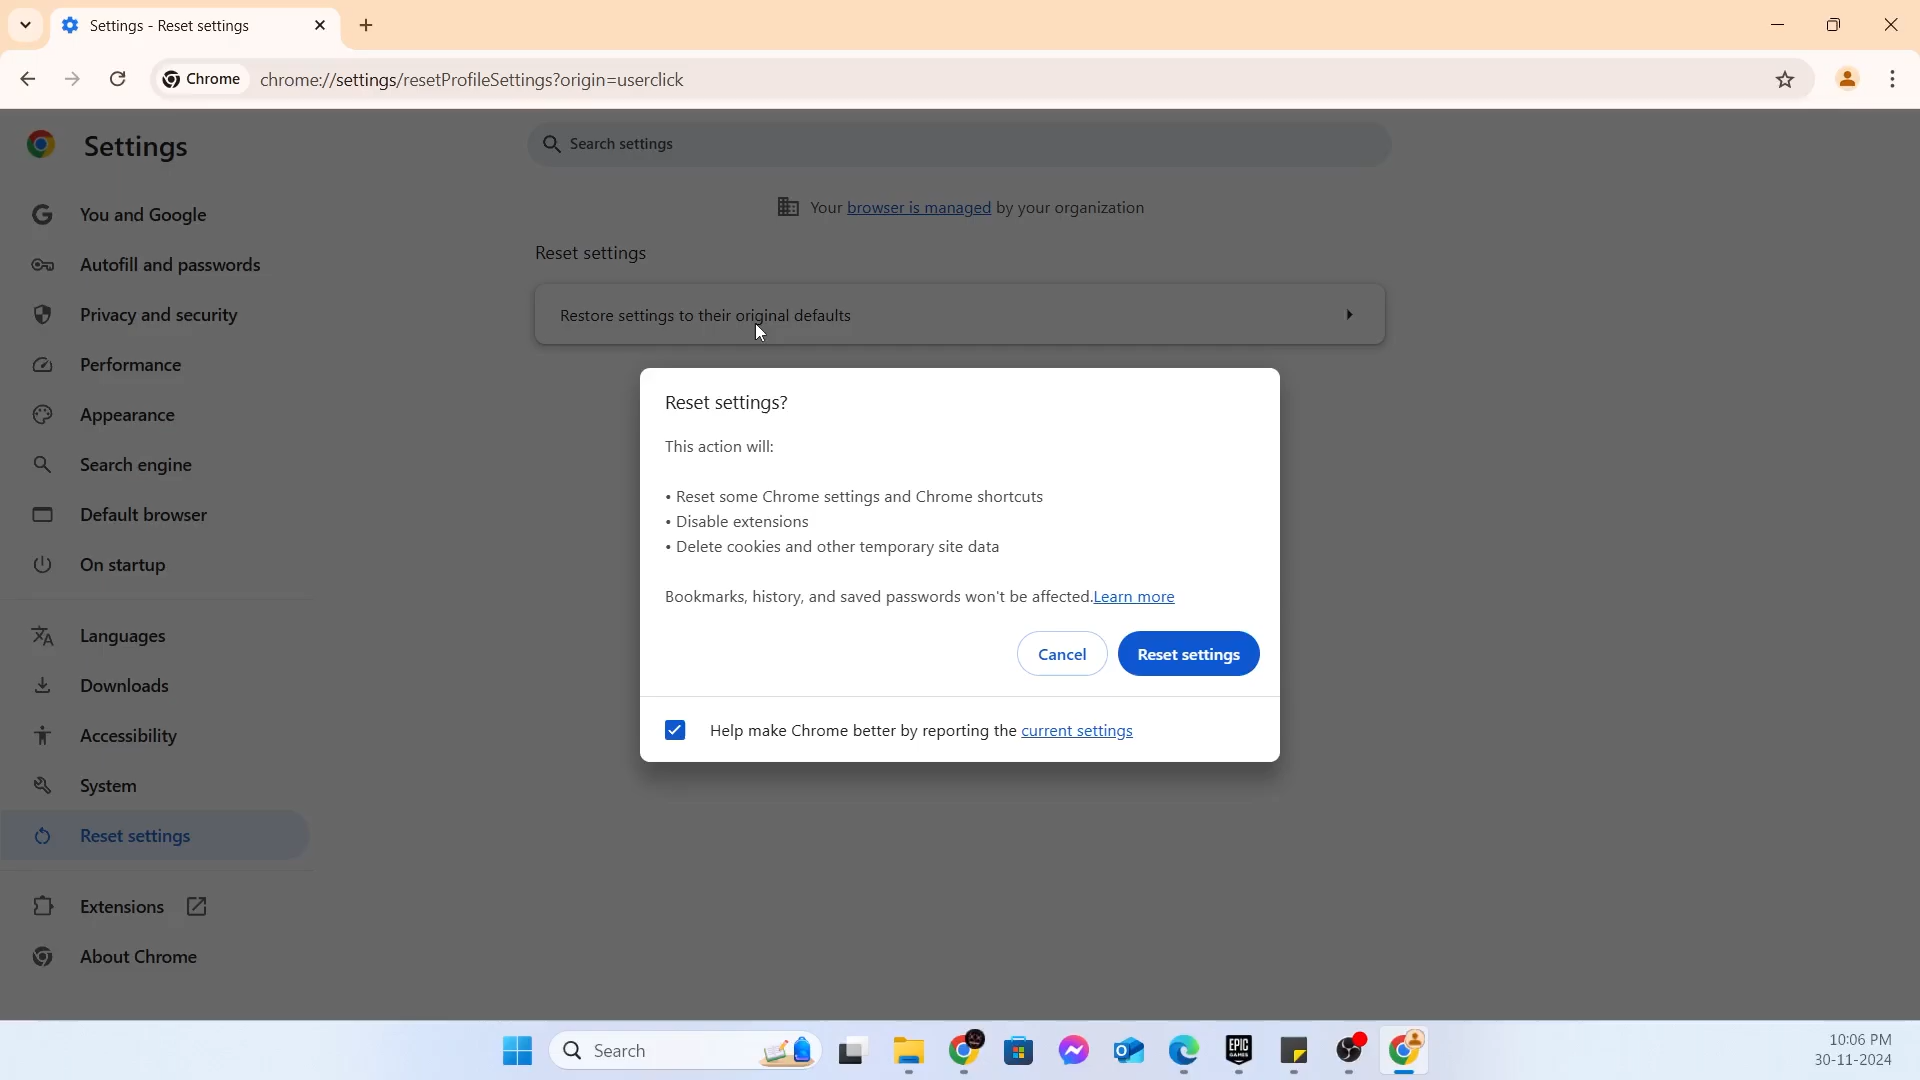 Settings - Reset settings
Chrome
chrome://settings/resetProfileSettings?origin=userclick
Settings
Search settings
Your browser is managed by your organization
You and Google
Autofill and passwords
Privacy and security
Performance
Appearance
Search engine
Default browser
On startup
Languages
Downloads
Accessibility
System
Reset settings
Extensions
About Chrome
Reset settings
Restore settings to their original defaults
Reset settings?
This action will:
• Reset some Chrome settings and Chrome shortcuts
• Disable extensions
• Delete cookies and other temporary site data
Bookmarks, history, and saved passwords won't be affected.Learn more
Cancel
Reset settings
Help make Chrome better by reporting the current settings
Search
EPIC
GAMES
10:06 PM
30-11-2024